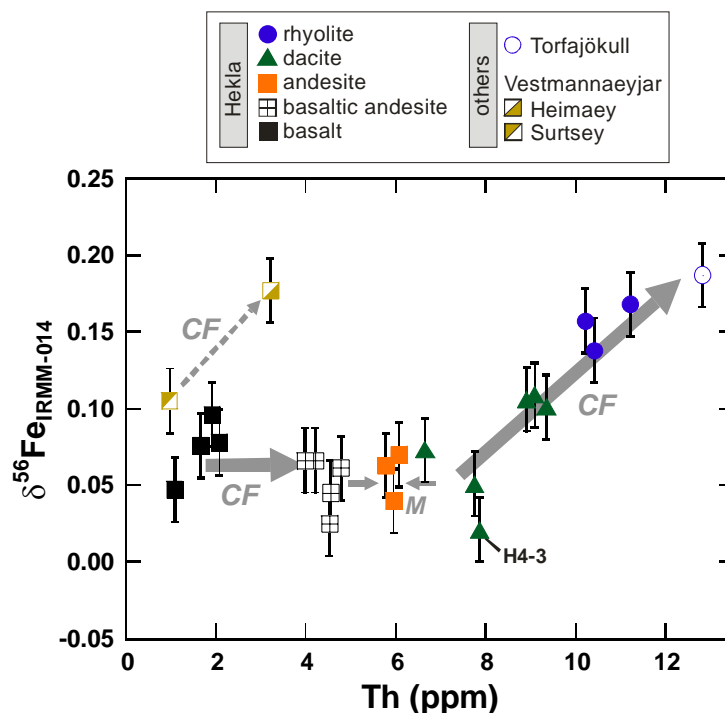 Hekla
rhyolite
dacite
andesite
basaltic andesite
basalt
others
Torfajökull
Vestmannaeyjar
Heimaey
Surtsey
δ56FeIRMM-014
0.25
0.20
0.15
0.10
0.05
0.00
-0.05
CF
CF
M
CF
H4-3
0
2
4
6
8
10
12
Th (ppm)